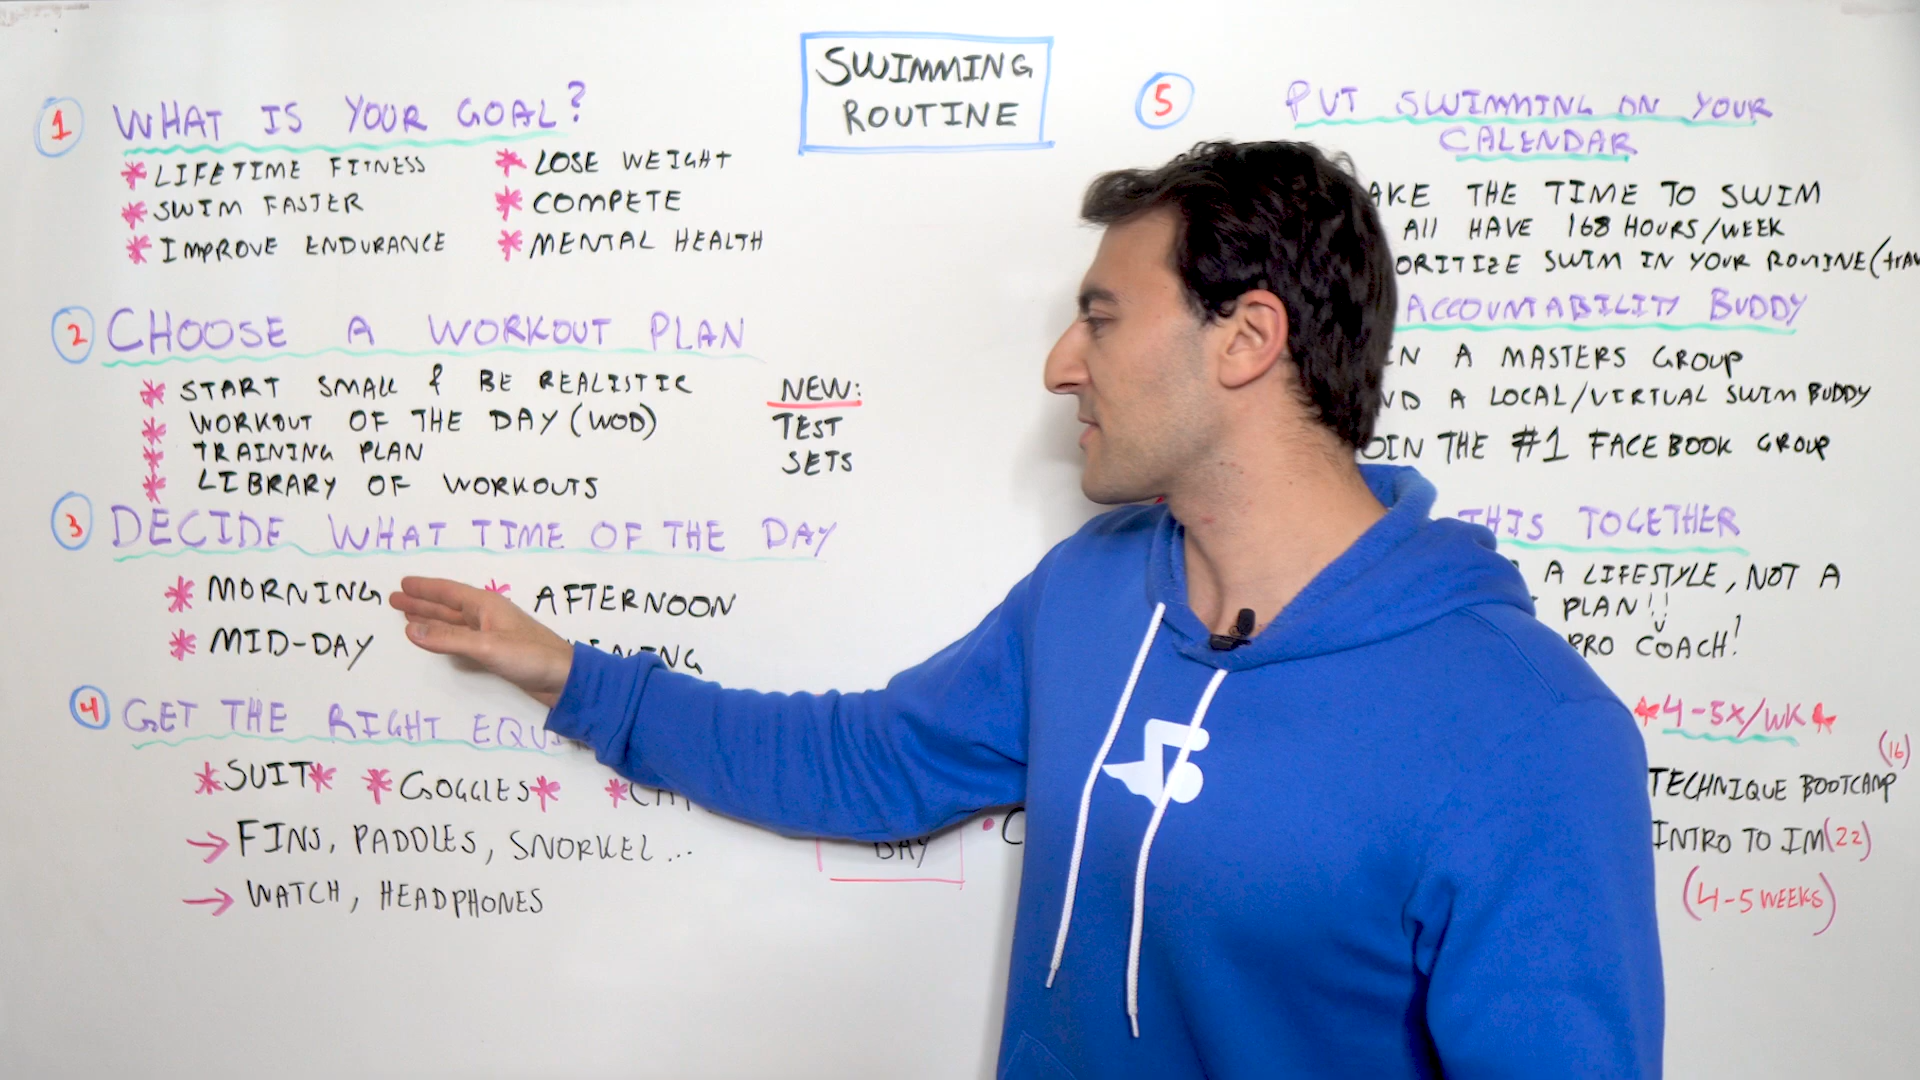 SWIMMING
ROUTINE
1 WHAT IS YOUR GOAL?
* LIFETIME FITNESS
* SWIM FASTER
* IMPROVE ENDURANCE
* LOSE WEIGHT
* COMPETE
* MENTAL HEALTH
2 CHOOSE A WORKOUT PLAN
* START SMALL & BE REALISTIC
* WORKOUT OF THE DAY (WOD)
* TRAINING PLAN
* LIBRARY OF WORKOUTS
NEW:
TEST
SETS
3 DECIDE WHAT TIME OF THE DAY
* MORNING
* MID-DAY
* AFTERNOON
4 GET THE RIGHT
* SUIT * * GOGGLES *
→ FINS, PADDLES, SNORKEL...
→ WATCH, HEADPHONES
DAY
5 PUT SWIMMING ON YOUR
CALENDAR
THE TIME TO SWIM
All HAVE 168 HOURS/WEEK
SWIM IN YOUR ROUTINE
ACCOUNTABILITY BUDDY
A MASTERS GROUP
A LOCAL/VIRTUAL SWIM BUDDY
THE #1 FACEBOOK GROUP
THIS TOGETHER
A LIFESTYLE, NOT A
PLAN!!
PRO COACH!
4-5X/WK
(16)
TECHNIQUE BOOTCAMP
INTRO TO IM (22)
(4-5 WEEKS)